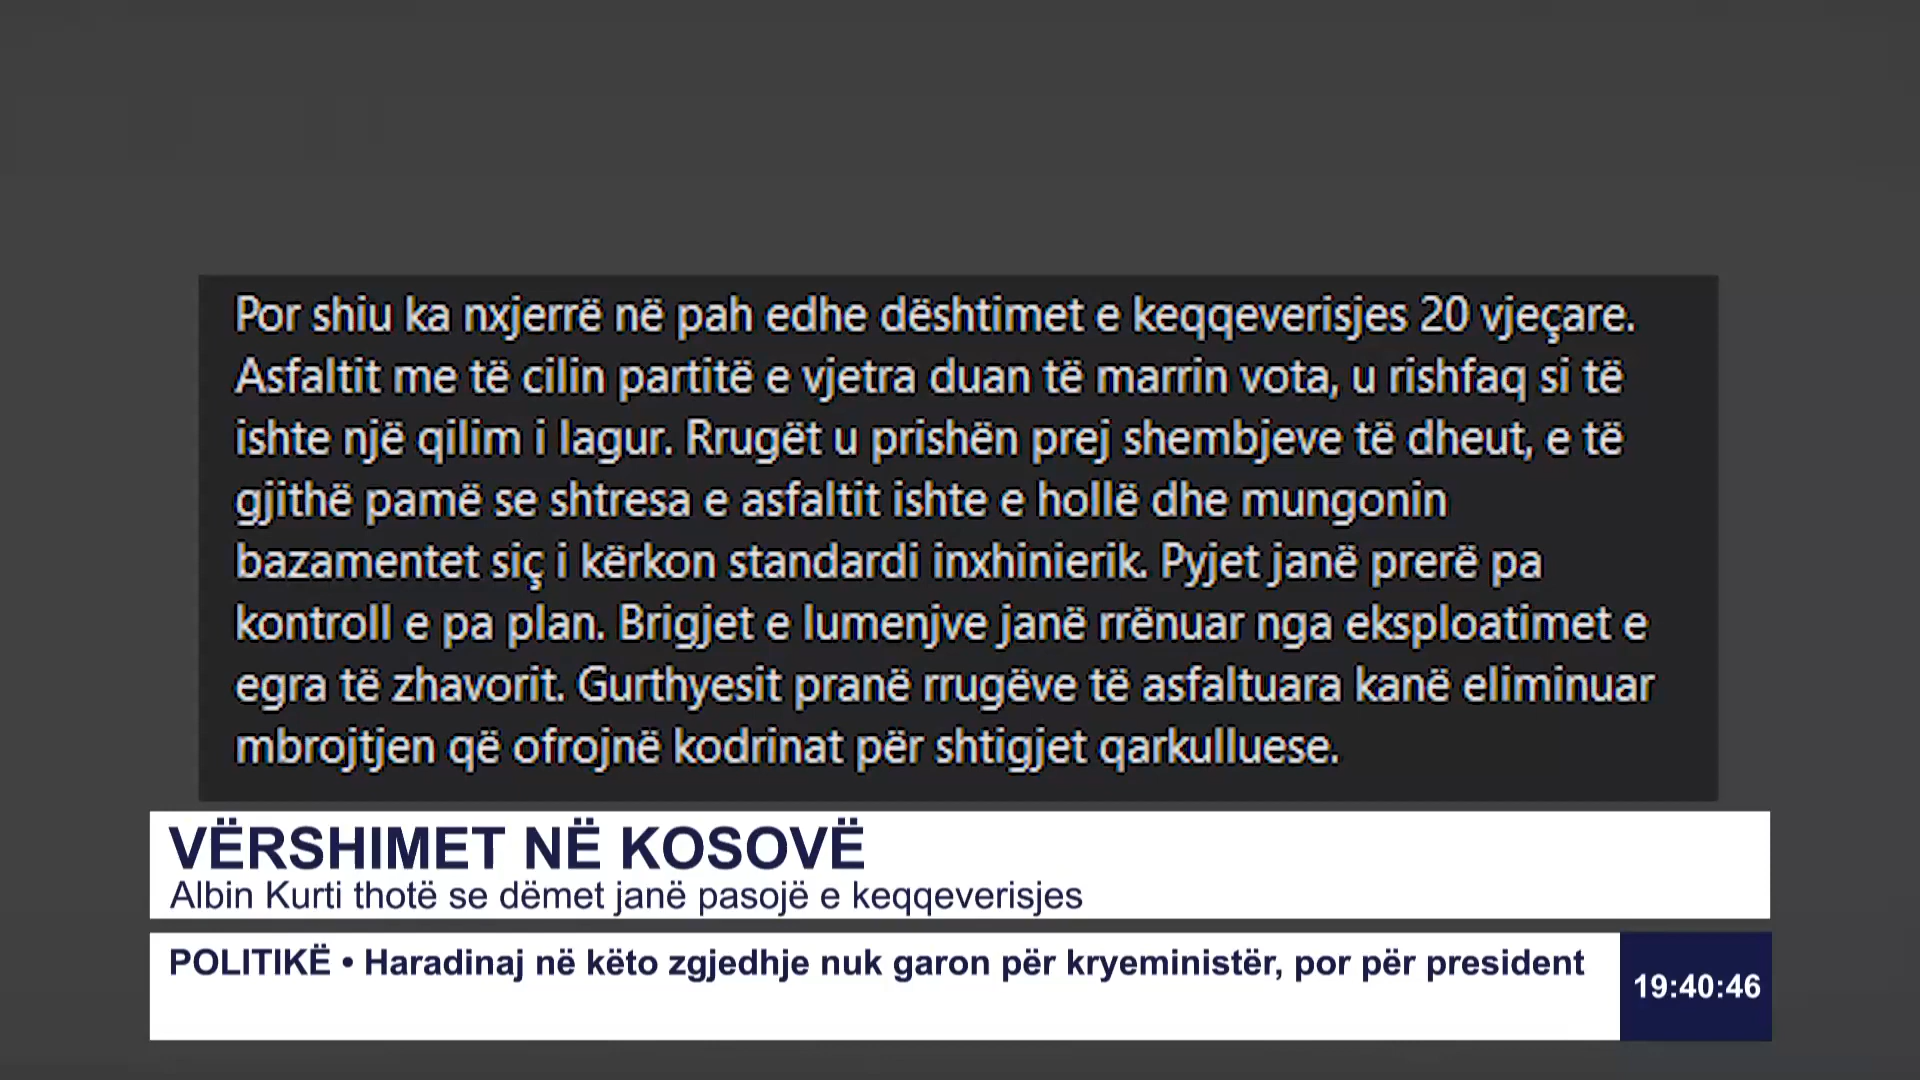 Por shiu ka nxjerrë në pah edhe dështimet e keqqeverisjes 20 vjeçare.
Asfaltit me të cilin partitë e vjetra duan të marrin vota, u rishfaq si të
ishte një qilim i lagur. Rrugët u prishën prej shembjeve të dheut, e të
gjithë pamë se shtresa e asfaltit ishte e hollë dhe mungonin
bazamentet siç i kërkon standardi inxhinierik. Pyjet janë prerë pa
kontroll e pa plan. Brigjet e lumenjve janë rrënuar nga eksploatimet e
egra të zhavorit. Gurthyesit pranë rrugëve të asfaltuara kanë eliminuar
mbrojtjen që ofrojnë kodrinat për shtigjet qarkulluese.
VËRSHIMET NË KOSOVË
Albin Kurti thotë se dëmet janë pasojë e keqqeverisjes
POLITIKË • Haradinaj në këto zgjedhje nuk garon për kryeministër, por për president
19:40:46